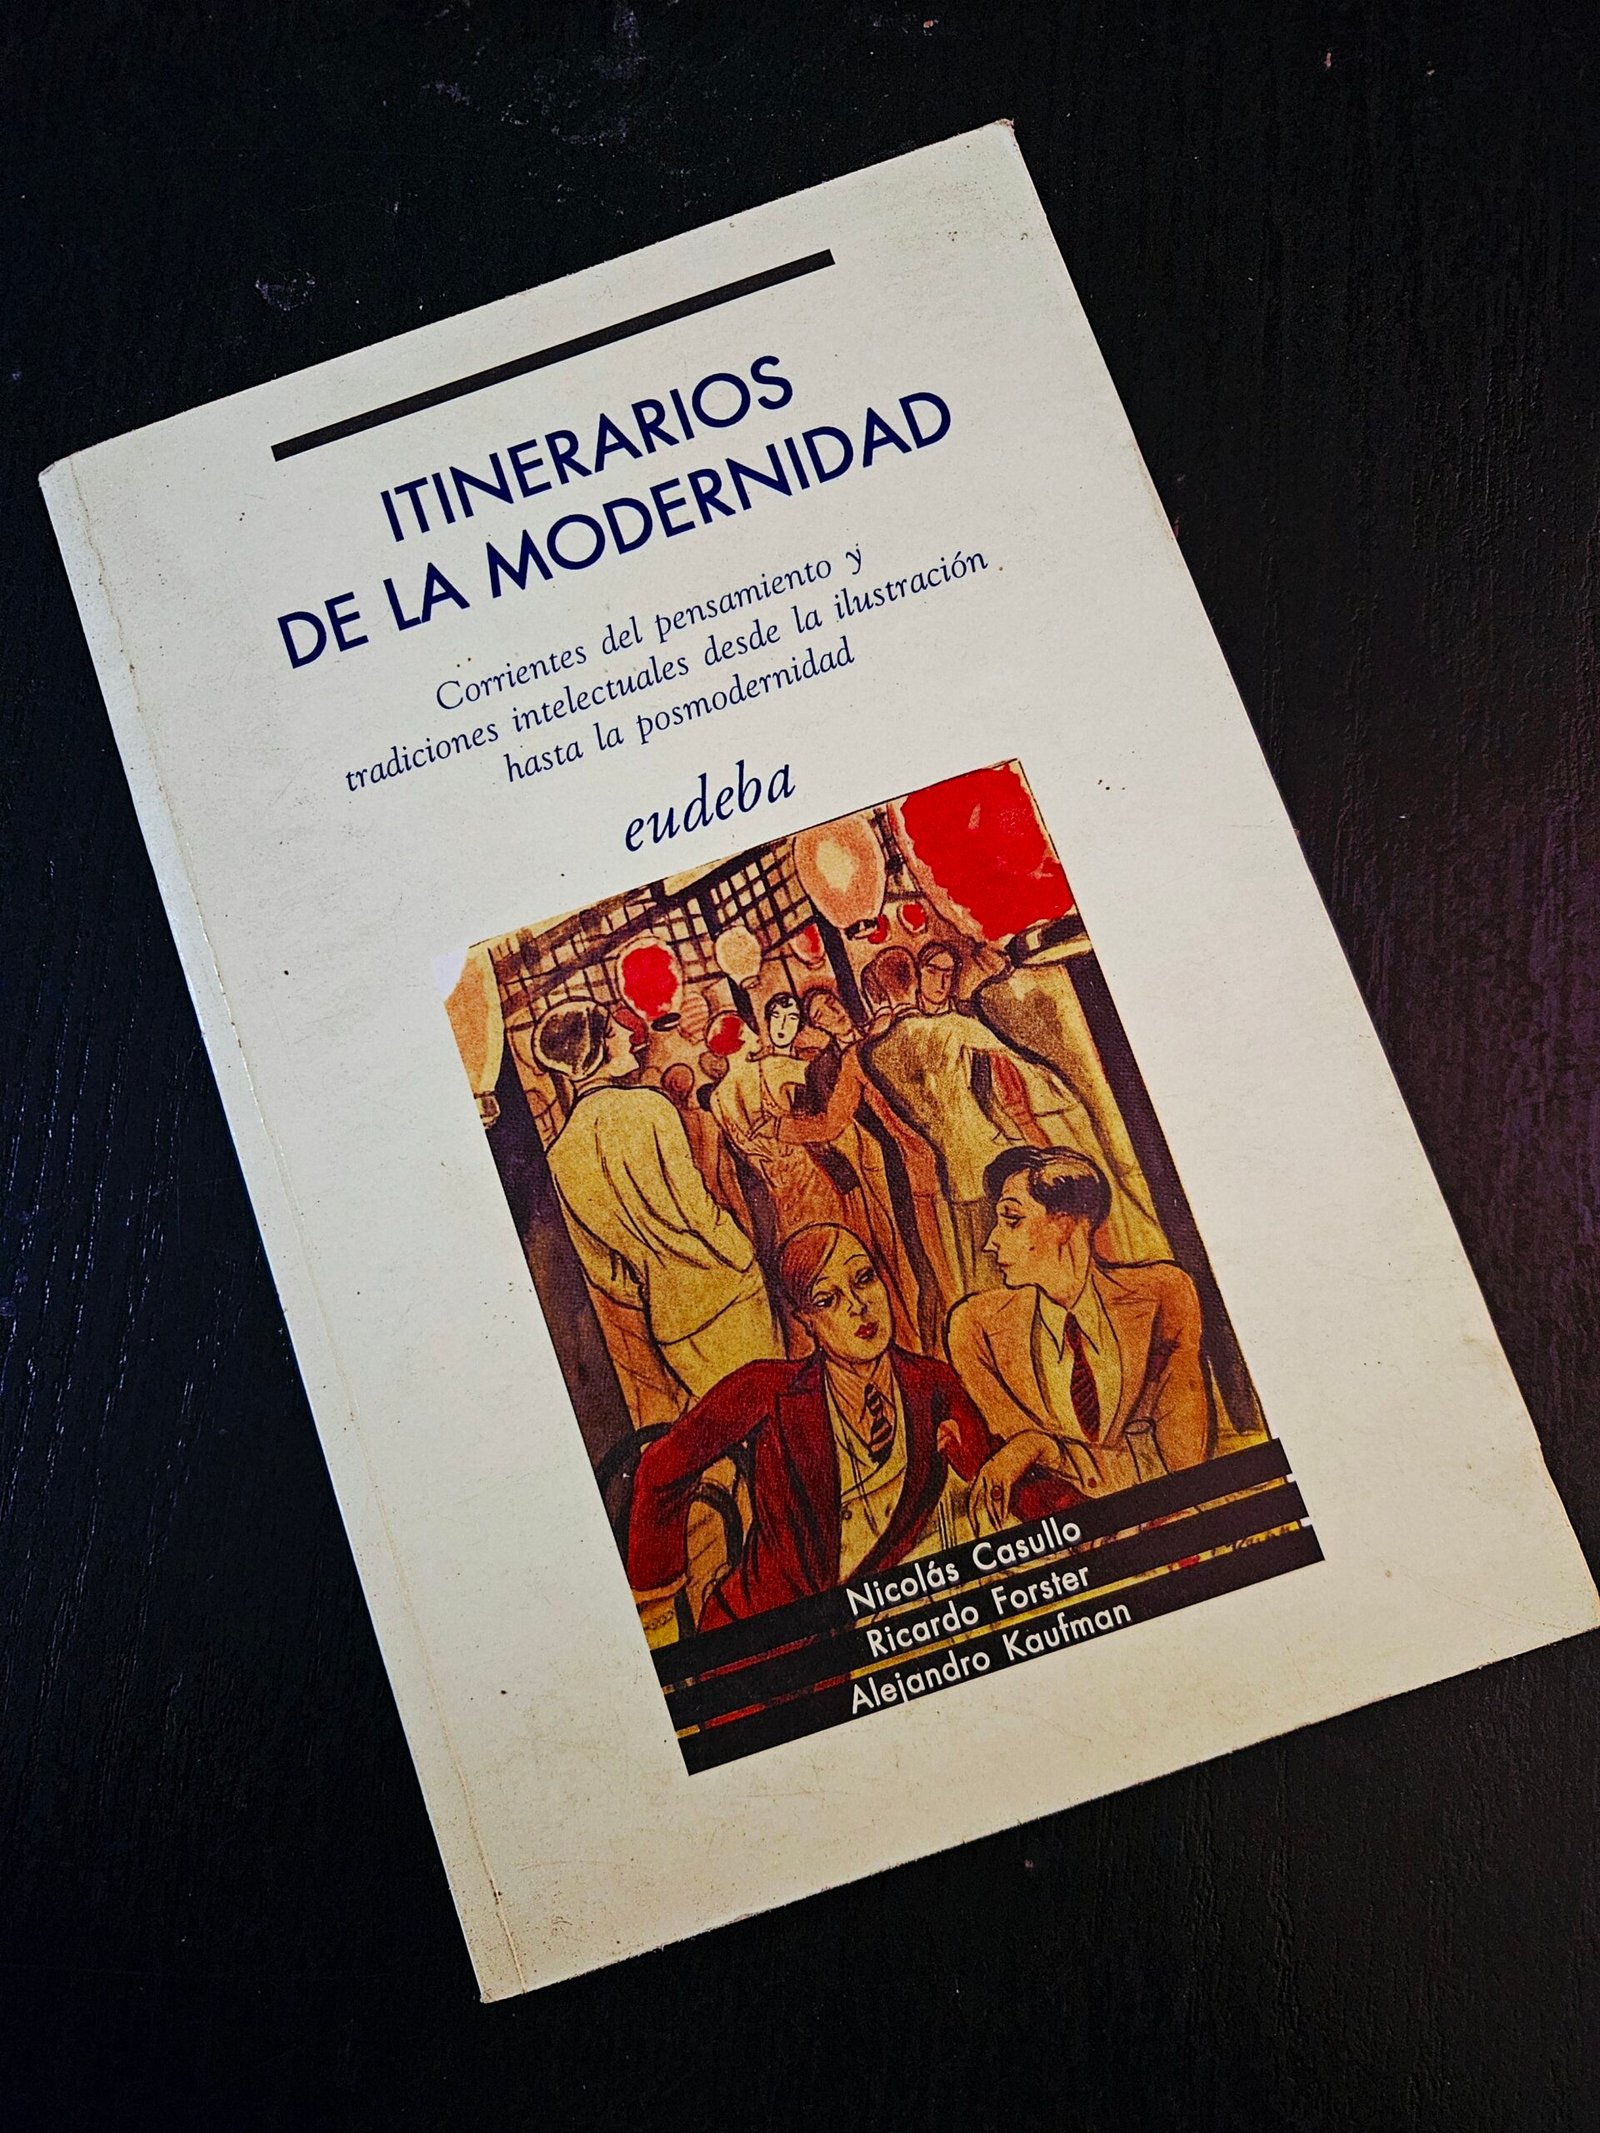 ITINERARIOS
DE LA MODERNIDAD
Corrientes del pensamiento y
tradiciones intelectuales desde la ilustración
hasta la posmodernidad
eudeba
Nicolás Casullo
Ricardo Forster
Alejandro Kaufman